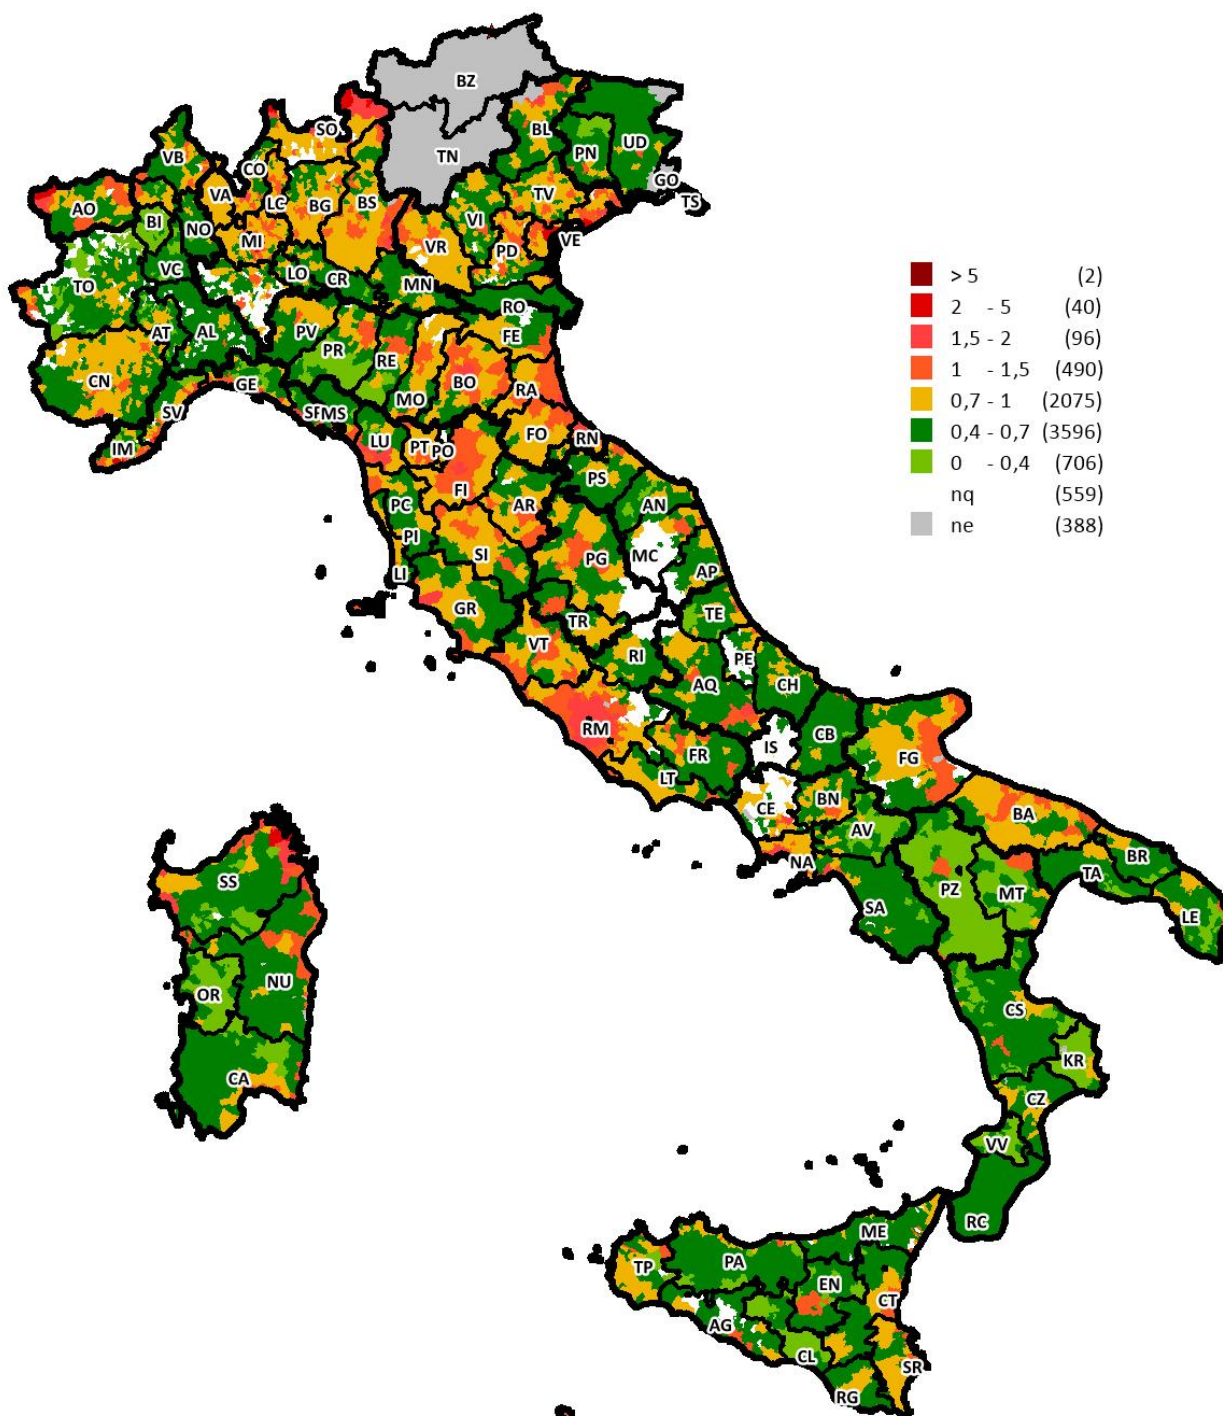 BZ
SO
BL
UD
VB
TN
PN
CO
GO
VA
TV
TS
AO
LC
BG
BS
BI
NO
VI
MI
VR
PD
VE
VC
LO
CR
TO
MN
> 5 (2)
2 - 5 (40)
1,5 - 2 (96)
1 - 1,5 (490)
0,7 - 1 (2075)
0,4 - 0,7 (3596)
0 - 0,4 (706)
nq (559)
ne (388)
RO
AT
AL
PV
PR
FE
RE
CN
GE
BO
RA
MO
SV
SP
MS
FO
RN
IM
LU
PT
PO
PS
FI
PC
AR
AN
PI
SI
PG
MC
LI
AP
GR
TE
TR
VT
RI
PE
AQ
CH
RM
CB
FR
IS
FG
LT
CE
BN
BA
AV
NA
BR
TA
SS
PZ
MT
SA
LE
OR
NU
CS
KR
CA
CZ
VV
RC
ME
TP
PA
EN
CT
AG
CL
SR
RG